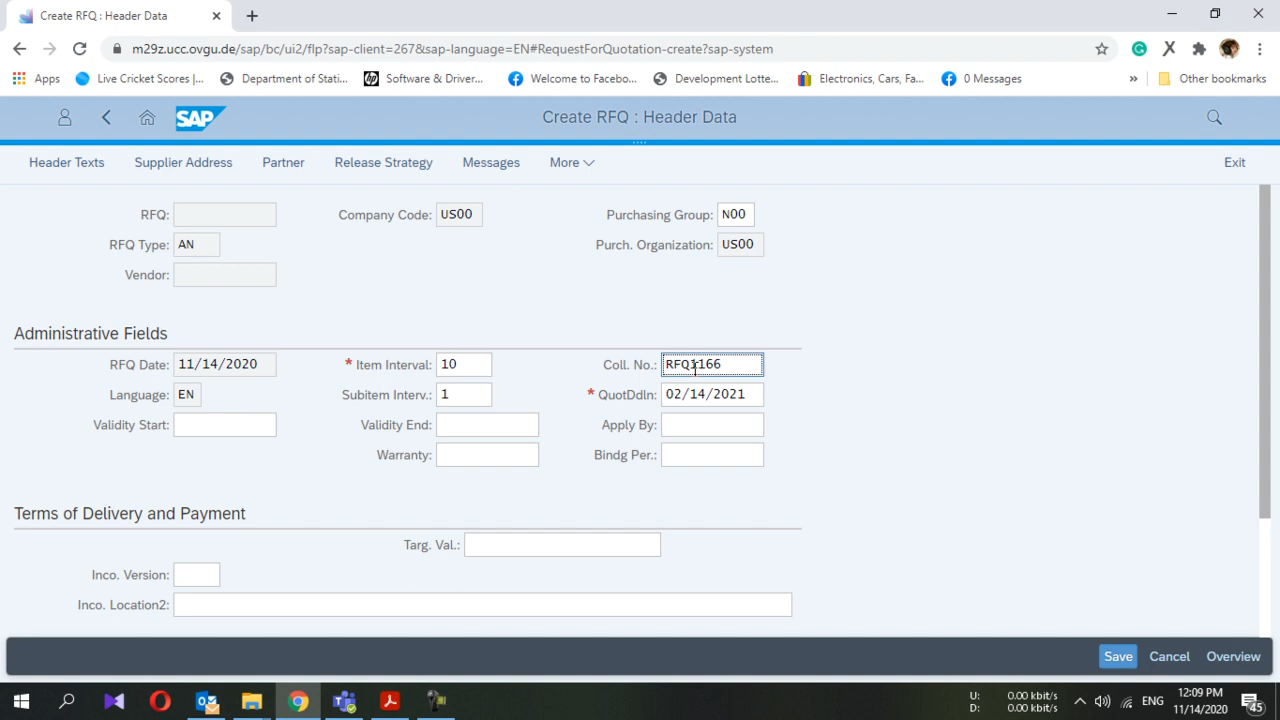 Create RFQ : Header Data
m29z.ucc.ovgu.de/sap/bc/ui2/flp?sap-client=267&sap-language=EN#RequestForQuotation-create?sap-system
Apps Live Cricket Scores |... Department of Stati... Software & Driver... Welcome to Facebo... Development Lotte... Electronics, Cars, Fa... 0 Messages » Other bookmarks
SAP Create RFQ : Header Data
Header Texts Supplier Address Partner Release Strategy Messages More Exit
RFQ: Company Code: US00 Purchasing Group: N00
RFQ Type: AN Purch. Organization: US00
Vendor:
Administrative Fields
RFQ Date: 11/14/2020 * Item Interval: 10 Coll. No.: RFQ1166
Language: EN Subitem Interv.: 1 * QuotDdln: 02/14/2021
Validity Start: Validity End: Apply By:
Warranty: Bindg Per.:
Terms of Delivery and Payment
Targ. Val.:
Inco. Version:
Inco. Location2:
Save Cancel Overview
U: 0.00 kbit/s
D: 0.00 kbit/s
ENG
12:09 PM
11/14/2020
45